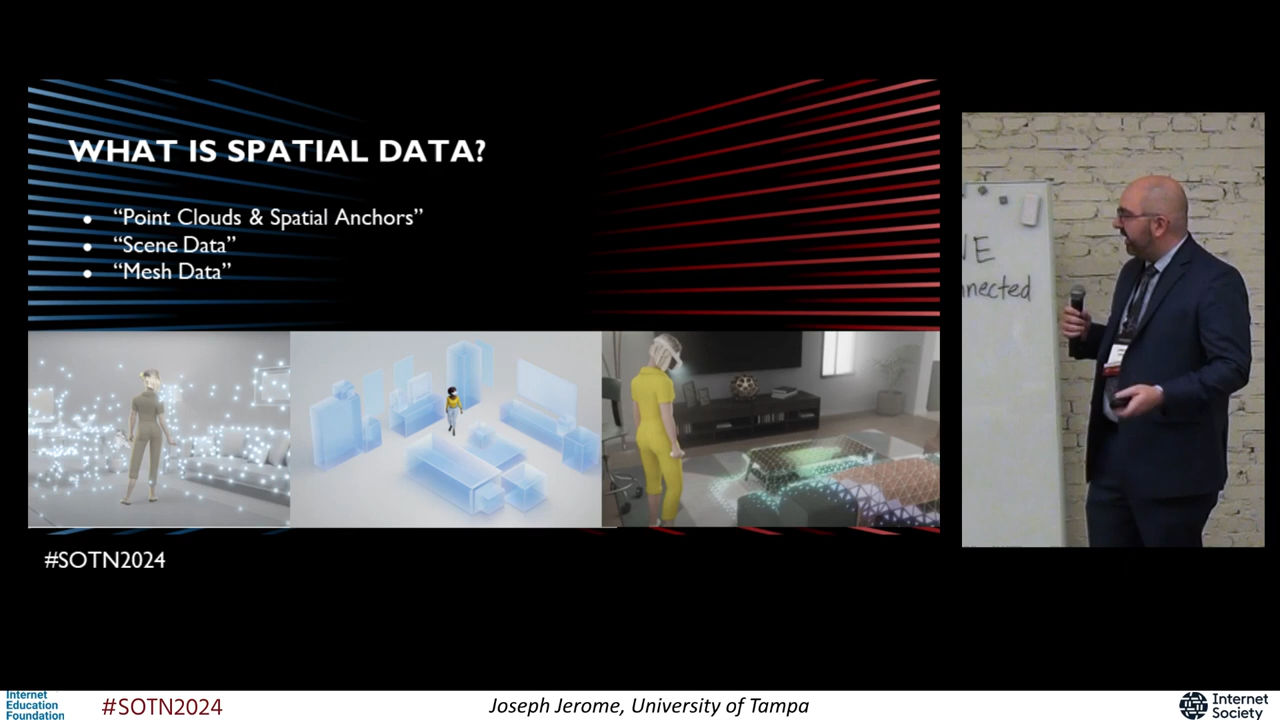 WHAT IS SPATIAL DATA?
• “Point Clouds & Spatial Anchors”
• “Scene Data”
• “Mesh Data”
#SOTN2024
Internet
Education
Foundation
#SOTN2024
Joseph Jerome, University of Tampa
Internet
Society